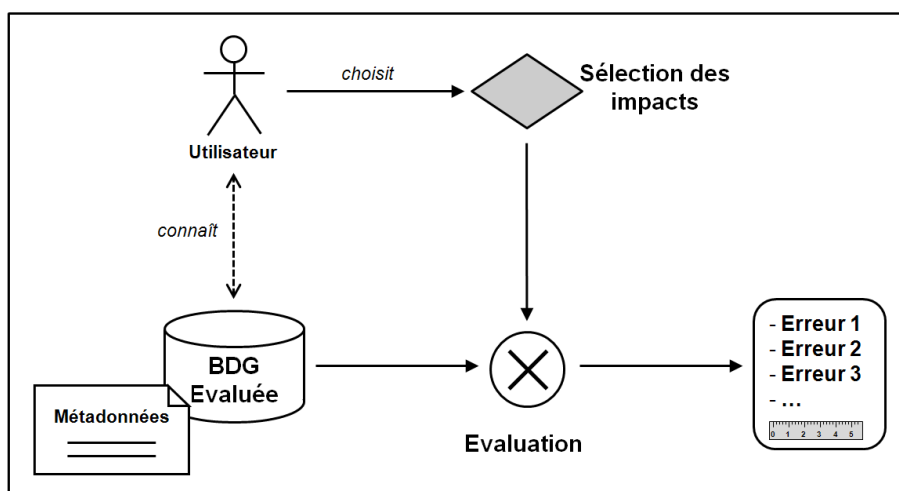 choisit
Sélection des
impacts
Utilisateur
connaît
BDG
Evaluée
Métadonnées
Evaluation
- Erreur 1
- Erreur 2
- Erreur 3
- ...
0 1 2 3 4 5